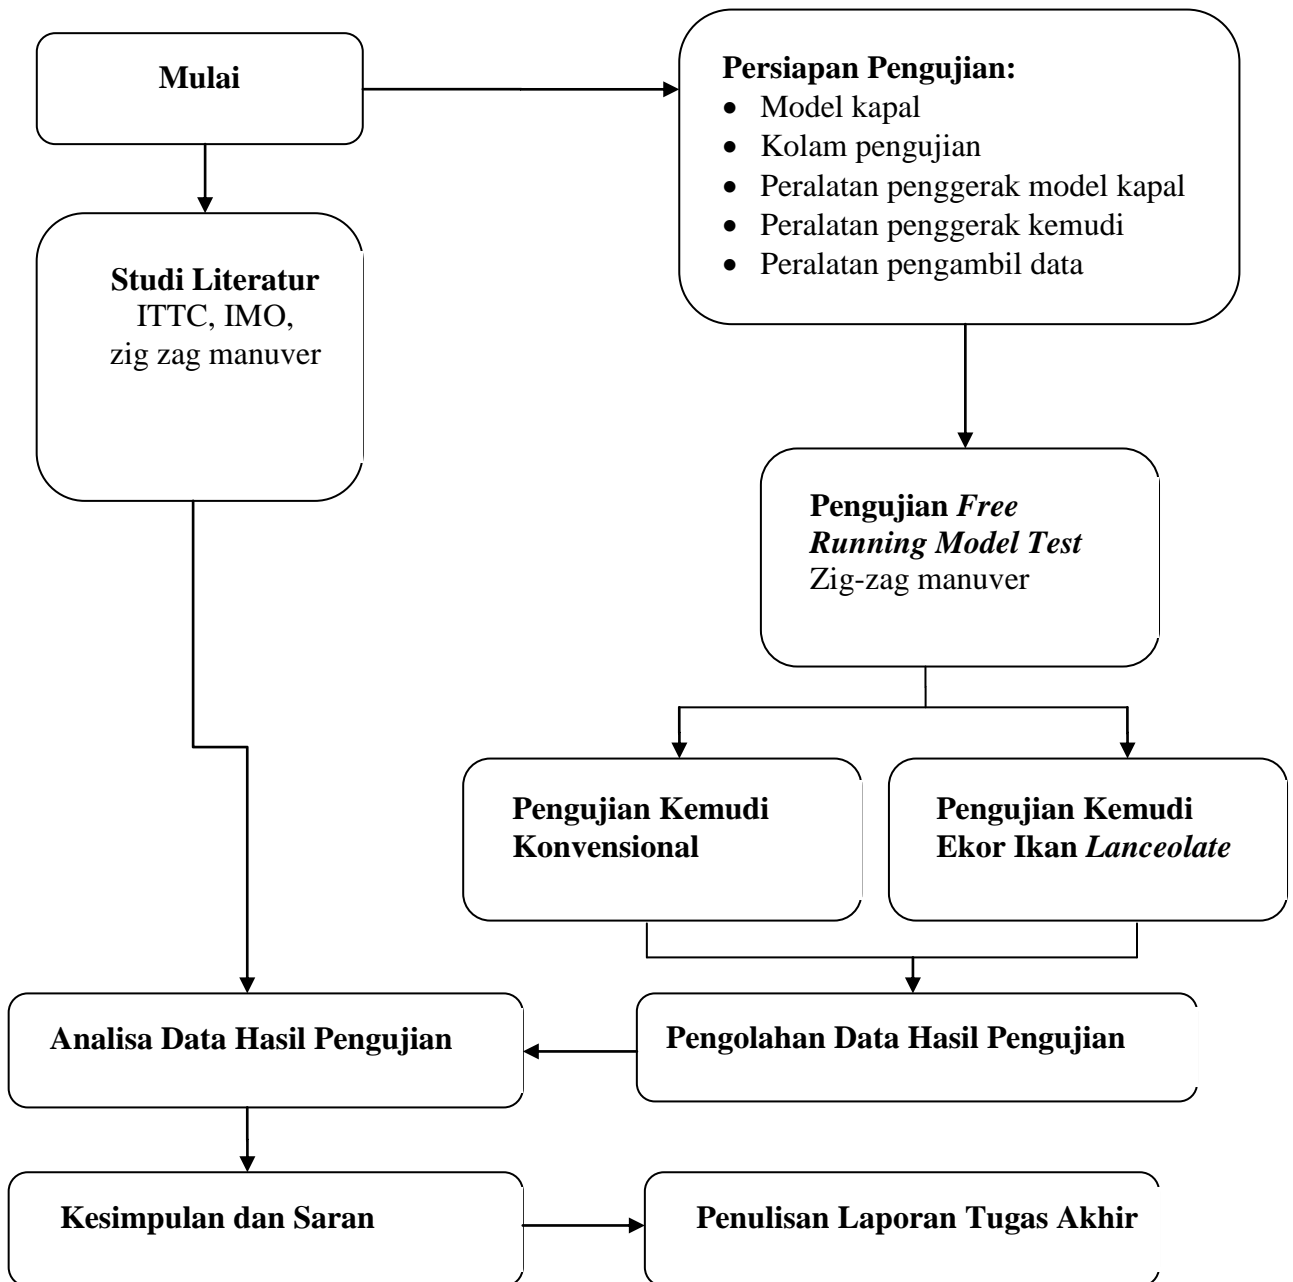 Mulai
Persiapan Pengujian:
• Model kapal
• Kolam pengujian
• Peralatan penggerak model kapal
• Peralatan penggerak kemudi
• Peralatan pengambil data
Studi Literatur
ITTC, IMO,
zig zag manuver
Pengujian Free
Running Model Test
Zig-zag manuver
Pengujian Kemudi
Konvensional
Pengujian Kemudi
Ekor Ikan Lanceolate
Analisa Data Hasil Pengujian
Pengolahan Data Hasil Pengujian
Kesimpulan dan Saran
Penulisan Laporan Tugas Akhir